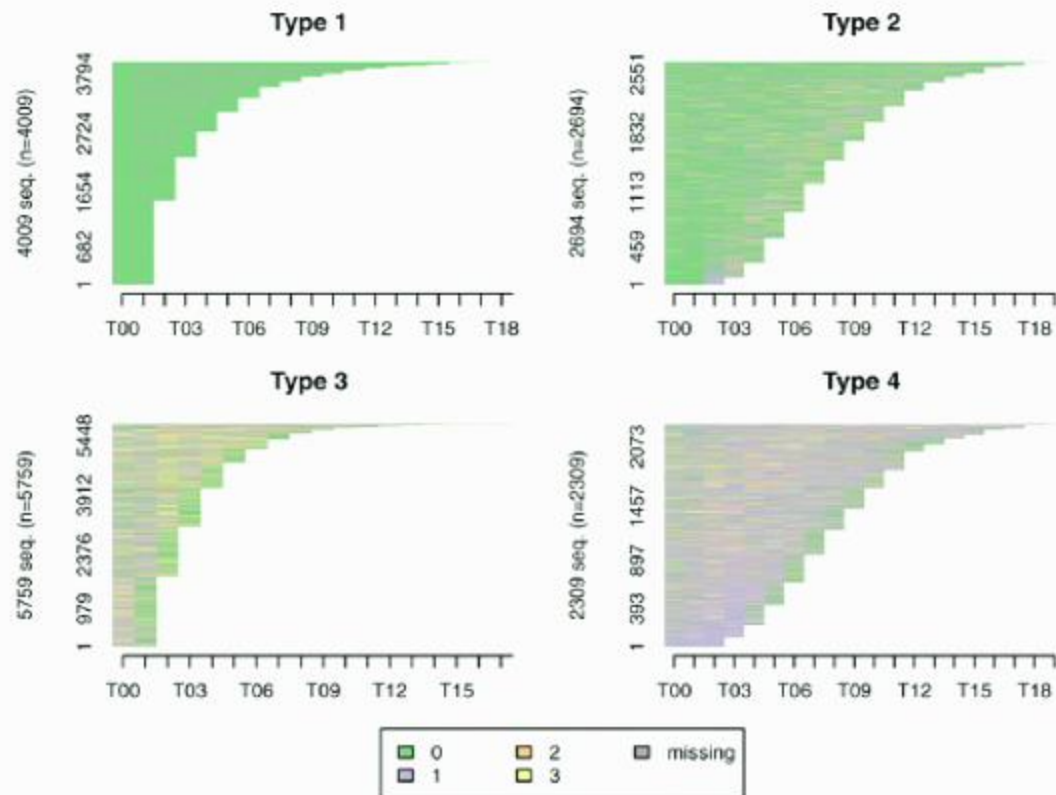 Type 1
4009 seq. (n=4009)
3794
2724
1654
682
1
T00 T03 T06 T09 T12 T15 T18
Type 2
2694 seq. (n=2694)
2551
1832
1113
459
1
T00 T03 T06 T09 T12 T15 T18
Type 3
5759 seq. (n=5759)
5448
3912
2376
979
1
T00 T03 T06 T09 T12 T15
Type 4
2309 seq. (n=2309)
2073
1457
897
393
1
T00 T03 T06 T09 T12 T15 T18
0 2 missing
1 3